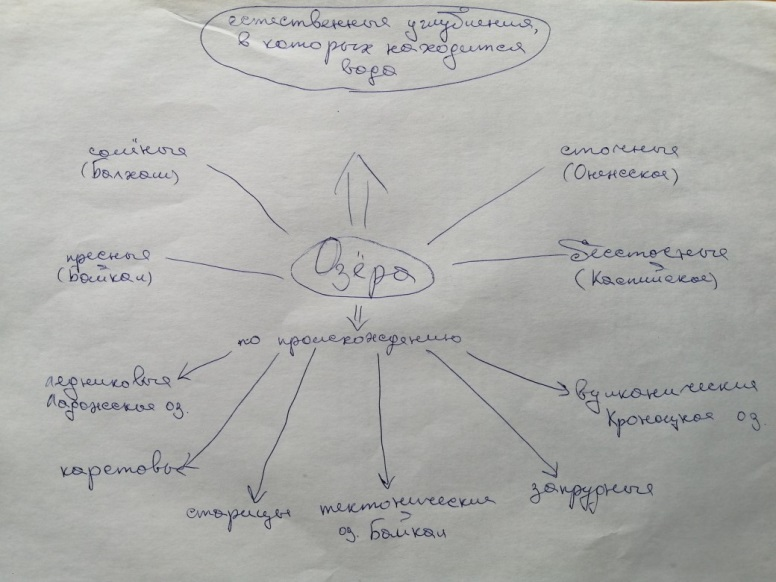 естественные углубления,
в которых находится
вода
солёные
(Балхаш)
сточные
(Онежское)
пресные
(Байкал)
Озёра
бессточные
(Каспийское)
по происхождению
ледниковые
Ладожское оз.
вулканические
Кроноцкое оз.
карстовые
старицы
тектонические
оз. Байкал
запрудные